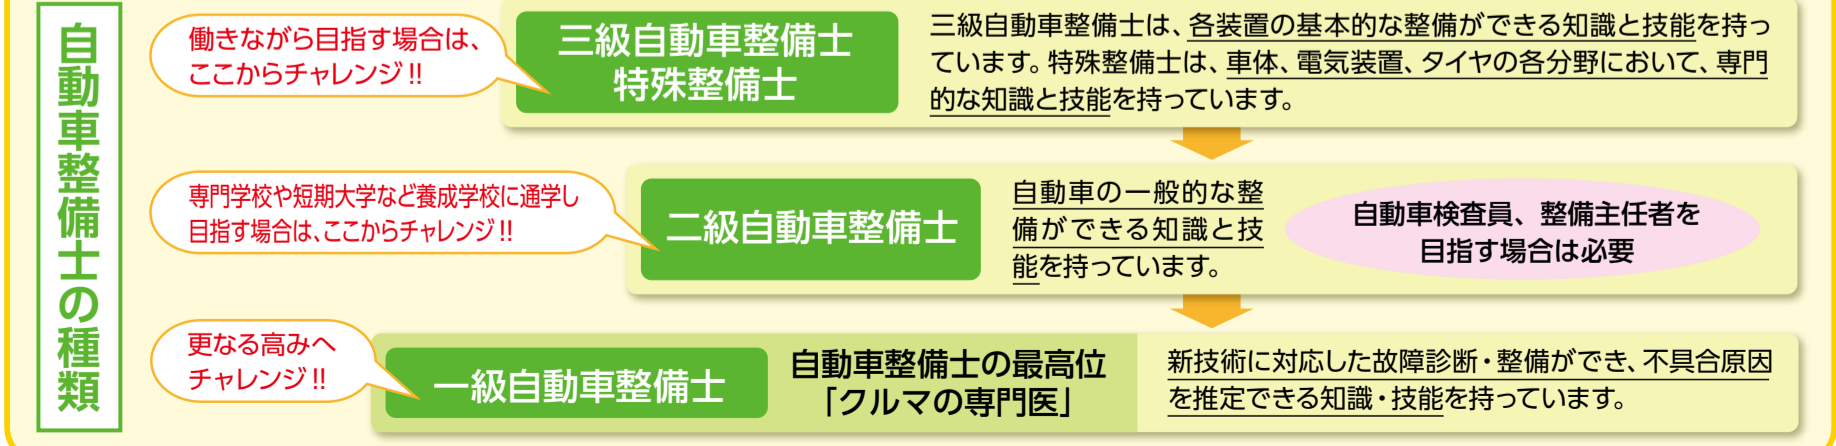 自動車整備士の種類
働きながら目指す場合は、
ここからチャレンジ!!
三級自動車整備士
特殊整備士
三級自動車整備士は、各装置の基本的な整備ができる知識と技能を持っ
ています。特殊整備士は、車体、電気装置、タイヤの各分野において、専門
的な知識と技能を持っています。
専門学校や短期大学など養成学校に通学し
目指す場合は、ここからチャレンジ!!
二級自動車整備士
自動車の一般的な整
備ができる知識と技
能を持っています。
自動車検査員、整備主任者を
目指す場合は必要
更なる高みへ
チャレンジ!!
一級自動車整備士
自動車整備士の最高位
「クルマの専門医」
新技術に対応した故障診断・整備ができ、不具合原因
を推定できる知識・技能を持っています。